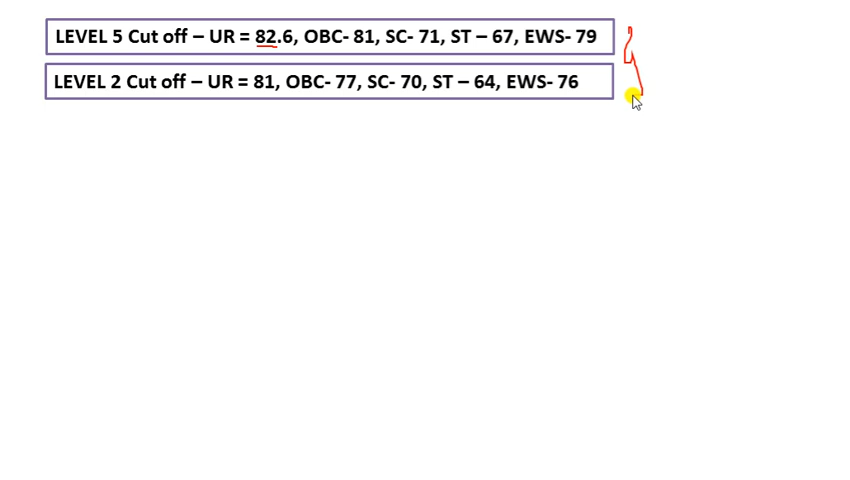 LEVEL 5 Cut off – UR = 82.6, OBC- 81, SC- 71, ST – 67, EWS- 79
LEVEL 2 Cut off – UR = 81, OBC- 77, SC- 70, ST – 64, EWS- 76